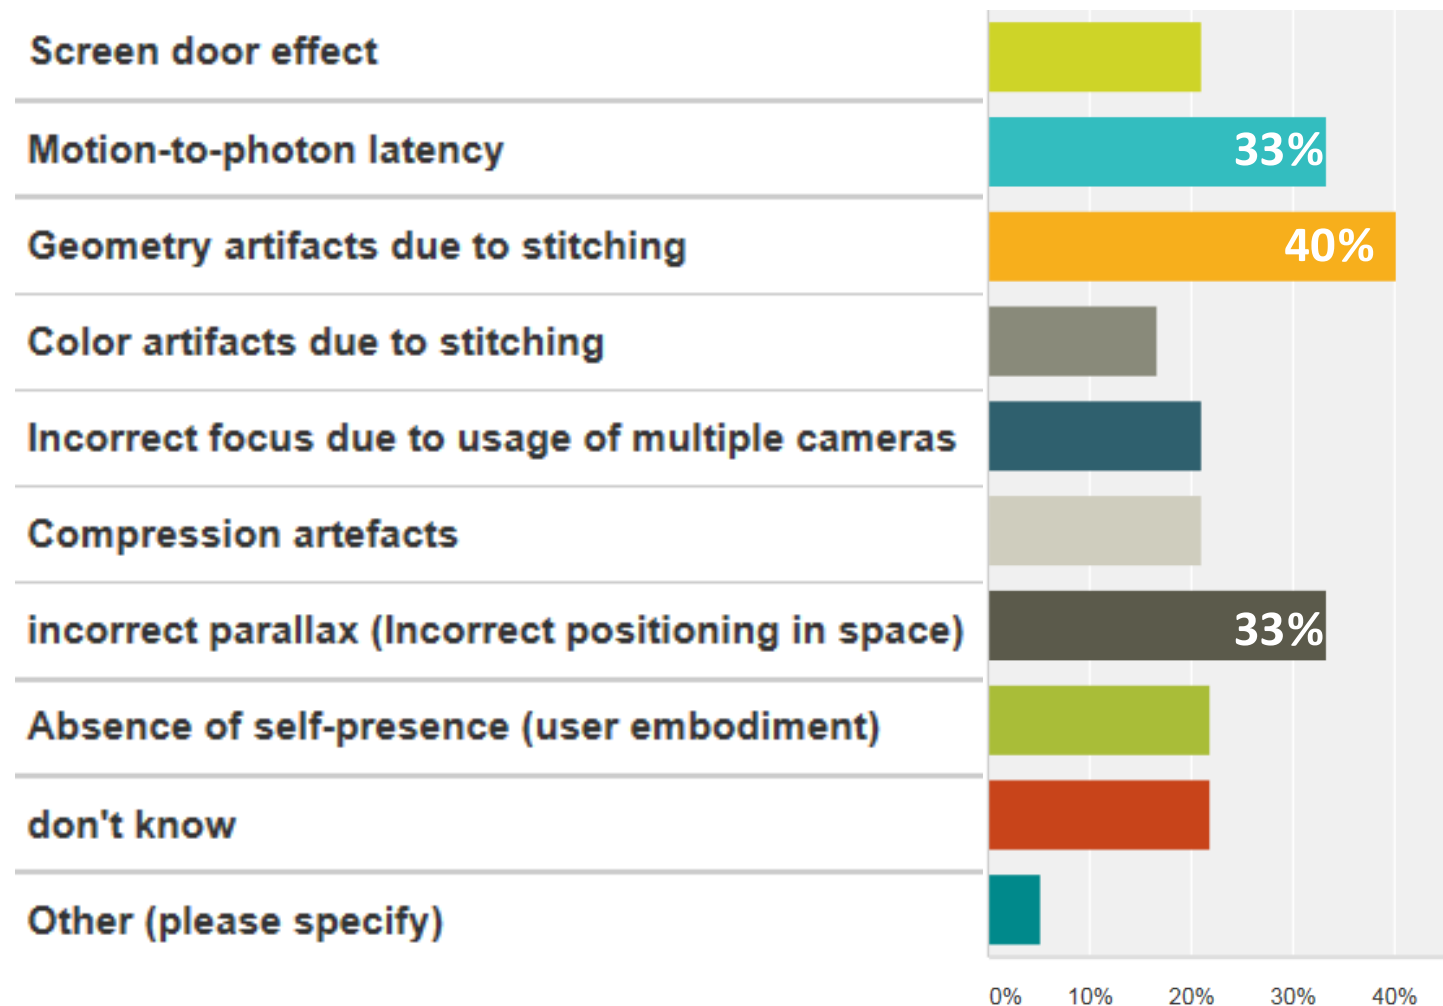 Screen door effect
Motion-to-photon latency
33%
Geometry artifacts due to stitching
40%
Color artifacts due to stitching
Incorrect focus due to usage of multiple cameras
Compression artefacts
incorrect parallax (Incorrect positioning in space)
33%
Absence of self-presence (user embodiment)
don't know
Other (please specify)
0% 10% 20% 30% 40%